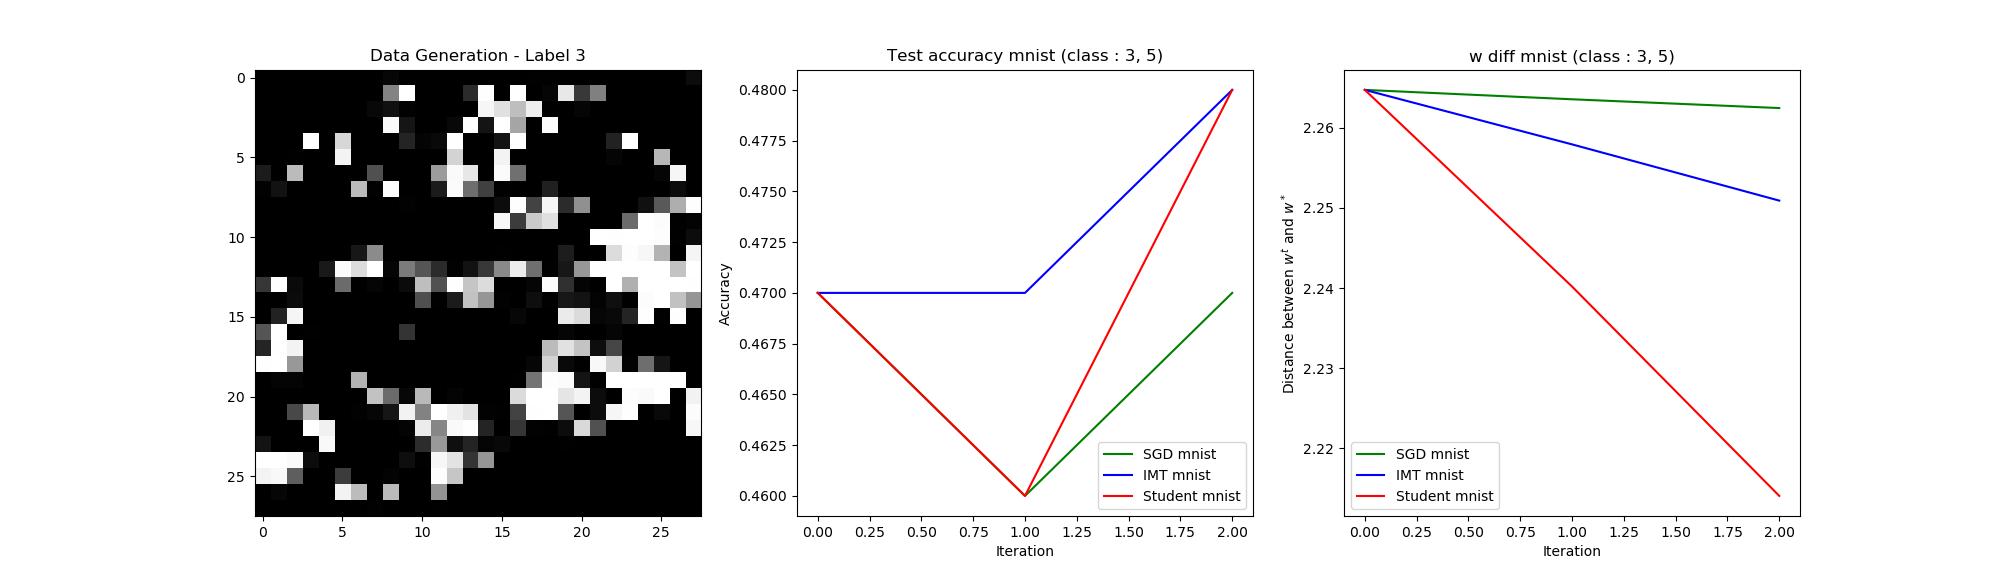 Data Generation - Label 3
0
5
10
15
20
25
0 5 10 15 20 25
Test accuracy mnist (class : 3, 5)
Accuracy
0.4800
0.4775
0.4750
0.4725
0.4700
0.4675
0.4650
0.4625
0.4600
SGD mnist
IMT mnist
Student mnist
0.00 0.25 0.50 0.75 1.00 1.25 1.50 1.75 2.00
Iteration
w diff mnist (class : 3, 5)
Distance between w^t and w^*
2.26
2.25
2.24
2.23
2.22
SGD mnist
IMT mnist
Student mnist
0.00 0.25 0.50 0.75 1.00 1.25 1.50 1.75 2.00
Iteration